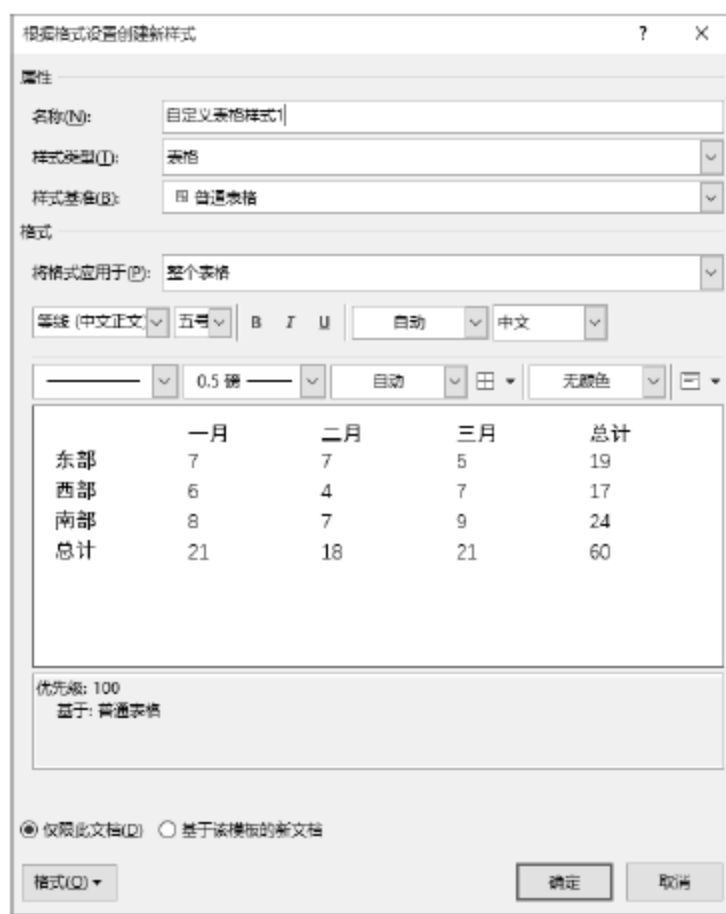 根据格式设置创建新样式 ? ×
属性
名称(N): 自定义表格样式1
样式类型(T): 表格
样式基准(B): 普通表格
格式
将格式应用于(P): 整个表格
等线 (中文正文) 五号 B I U 自动 中文
0.5 磅 自动 无颜色
一月 二月 三月 总计
东部 7 7 5 19
西部 6 4 7 17
南部 8 7 9 24
总计 21 18 21 60
优先级: 100
基于: 普通表格
仅限此文档(D) 基于该模板的新文档
格式(O) 确定 取消